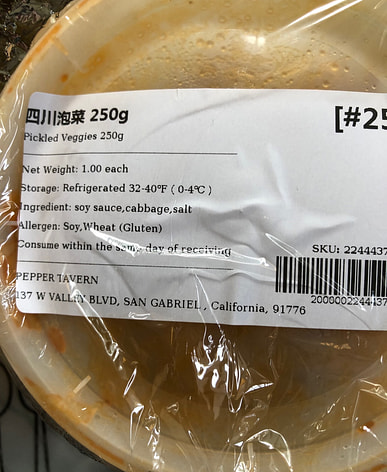 四川泡菜 250g
[#25
Pickled Veggies 250g
Net Weight: 1.00 each
Storage: Refrigerated 32-40℉ ( 0-4℃ )
Ingredient: soy sauce,cabbage,salt
Allergen: Soy,Wheat (Gluten)
Consume within the same day of receiving
SKU: 2244437
PEPPER TAVERN
137 W VALLEY BLVD, SAN GABRIEL , California, 91776
2000002244437